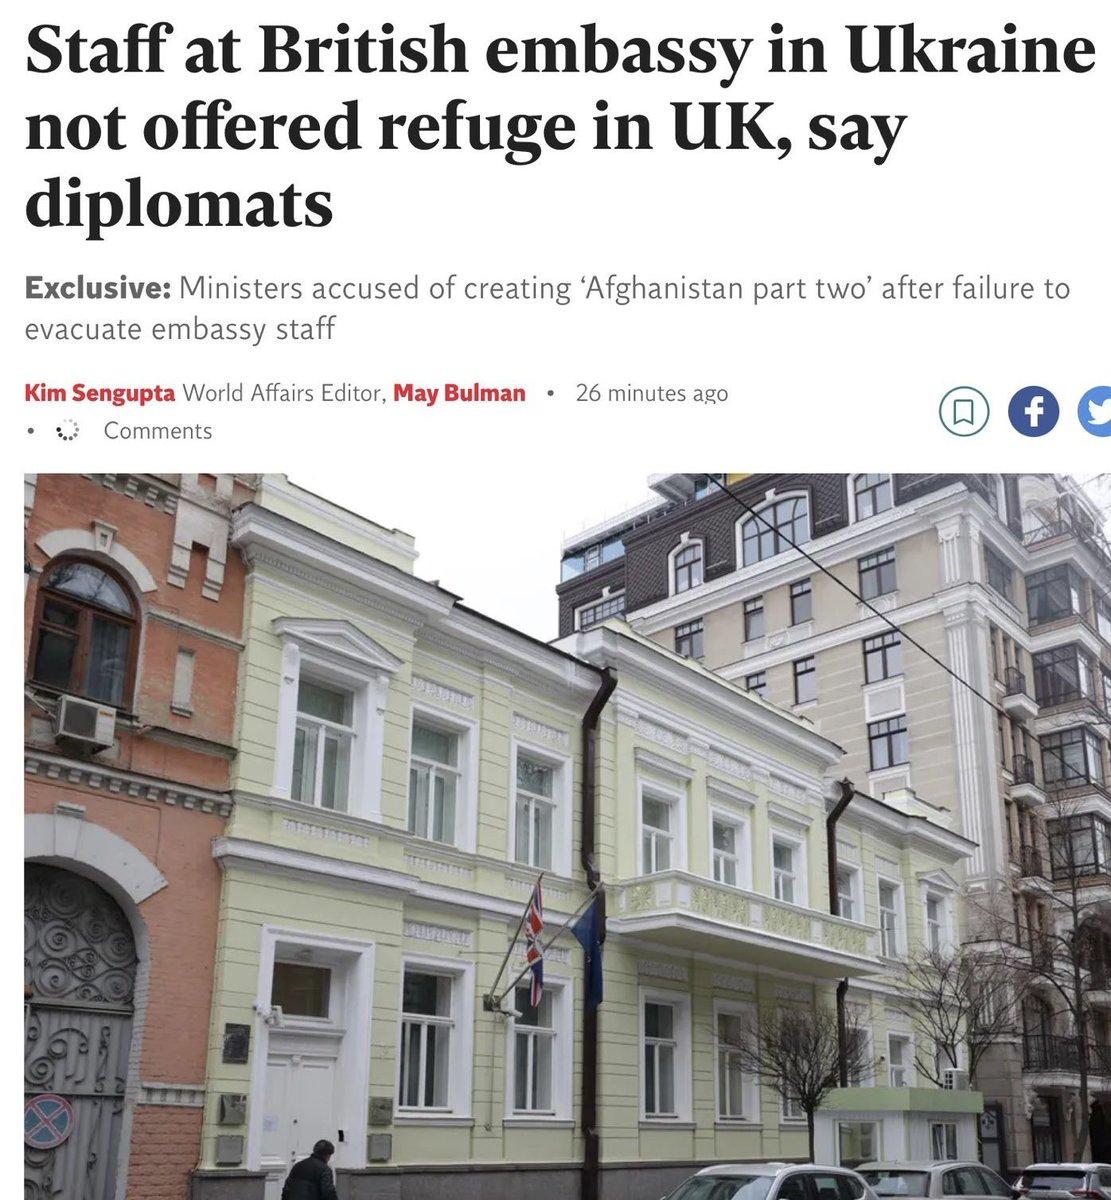 Staff at British embassy in Ukraine
not offered refuge in UK, say
diplomats
Exclusive: Ministers accused of creating ‘Afghanistan part two’ after failure to
evacuate embassy staff
Kim Sengupta World Affairs Editor, May Bulman • 26 minutes ago
• Comments